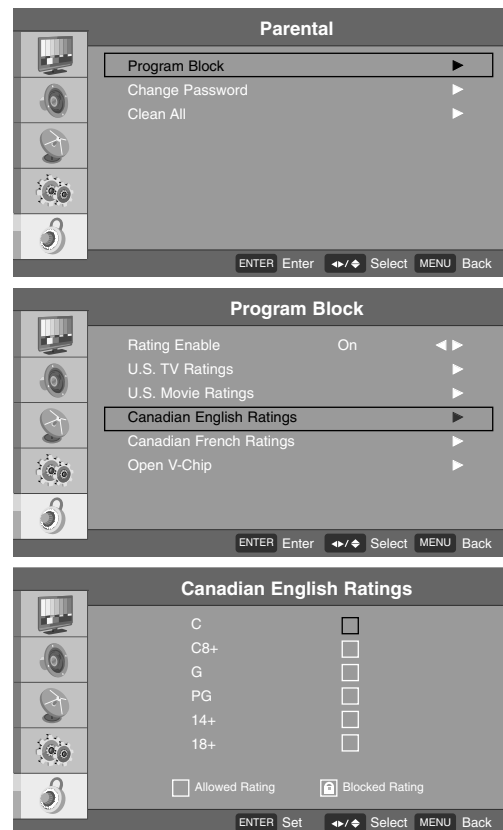 Parental
Program Block
Change Password
Clean All
ENTER Enter / Select MENU Back
Program Block
Rating Enable On
U.S. TV Ratings
U.S. Movie Ratings
Canadian English Ratings
Canadian French Ratings
Open V-Chip
ENTER Enter / Select MENU Back
Canadian English Ratings
C
C8+
G
PG
14+
18+
Allowed Rating Blocked Rating
ENTER Set / Select MENU Back